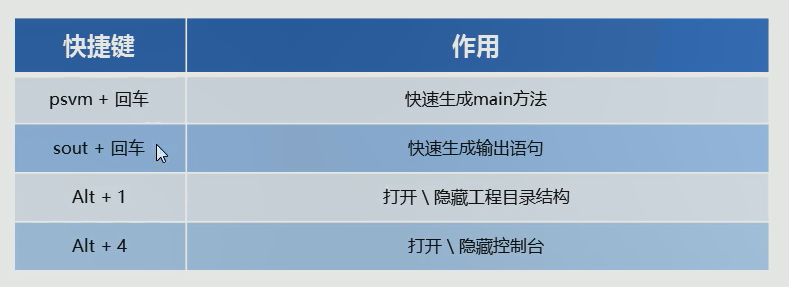 快捷键 作用
psvm + 回车 快速生成main方法
sout + 回车 快速生成输出语句
Alt + 1 打开 \ 隐藏工程目录结构
Alt + 4 打开 \ 隐藏控制台